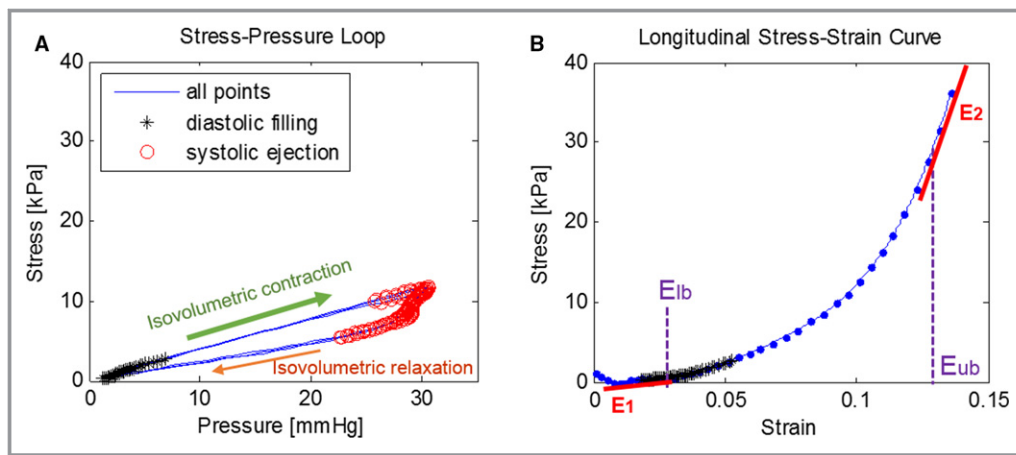 A
Stress-Pressure Loop
40
30
20
10
0
Stress [kPa]
all points
diastolic filling
systolic ejection
Isovolumetric contraction
Isovolumetric relaxation
0
10
20
30
Pressure [mmHg]
B
Longitudinal Stress-Strain Curve
40
30
20
10
0
Stress [kPa]
E2
Elb
Eub
E1
0
0.05
0.1
0.15
Strain